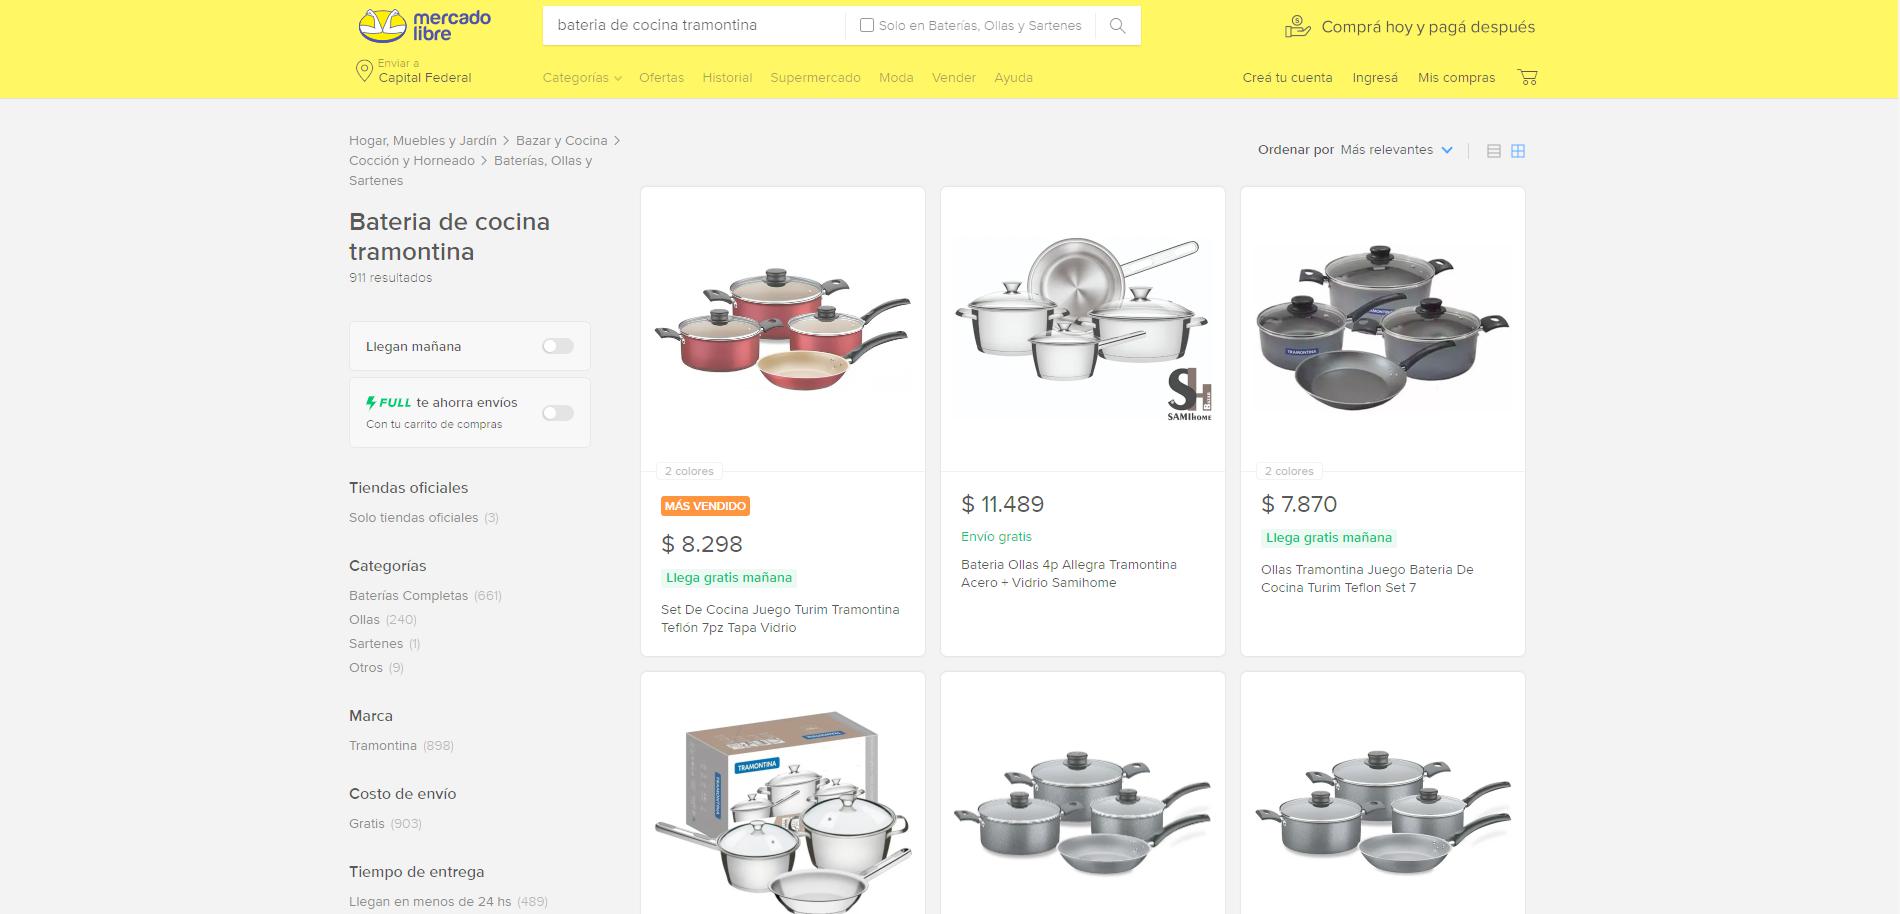 mercado
libre
bateria de cocina tramontina
Solo en Baterías, Ollas y Sartenes
Comprá hoy y pagá después
Enviar a
Capital Federal
Categorías
Ofertas
Historial
Supermercado
Moda
Vender
Ayuda
Creá tu cuenta
Ingresá
Mis compras
Hogar, Muebles y Jardín > Bazar y Cocina >
Cocción y Horneado > Baterías, Ollas y
Sartenes
Ordenar por Más relevantes
Bateria de cocina
tramontina
911 resultados
Llegan mañana
FULL te ahorra envíos
Con tu carrito de compras
Tiendas oficiales
Solo tiendas oficiales (3)
Categorías
Baterías Completas (661)
Ollas (240)
Sartenes (1)
Otros (9)
Marca
Tramontina (898)
Costo de envío
Gratis (903)
Tiempo de entrega
Llegan en menos de 24 hs (489)
2 colores
MÁS VENDIDO
$ 8.298
Llega gratis mañana
Set De Cocina Juego Turim Tramontina
Teflón 7pz Tapa Vidrio
SH
SAMIHOME
$ 11.489
Envío gratis
Bateria Ollas 4p Allegra Tramontina
Acero + Vidrio Samihome
TRAMONTINA
2 colores
$ 7.870
Llega gratis mañana
Ollas Tramontina Juego Bateria De
Cocina Turim Teflon Set 7
TRAMONTINA